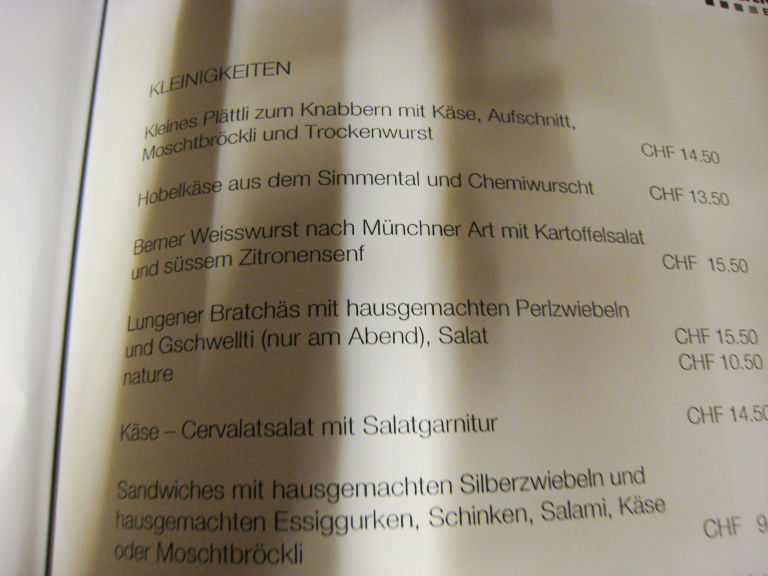 KLEINIGKEITEN
Kleines Plättli zum Knabbern mit Käse, Aufschnitt,
Moschtbröckli und Trockenwurst CHF 14.50
Hobelkäse aus dem Simmental und Chemiwurscht CHF 13.50
Berner Weisswurst nach Münchner Art mit Kartoffelsalat
und süssem Zitronensenf CHF 15.50
Lungener Bratchäs mit hausgemachten Perlzwiebeln
und Gschwellti (nur am Abend), Salat CHF 15.50
nature CHF 10.50
Käse – Cervalatsalat mit Salatgarnitur CHF 14.50
Sandwiches mit hausgemachten Silberzwiebeln und
hausgemachten Essiggurken, Schinken, Salami, Käse
oder Moschtbröckli CHF 9